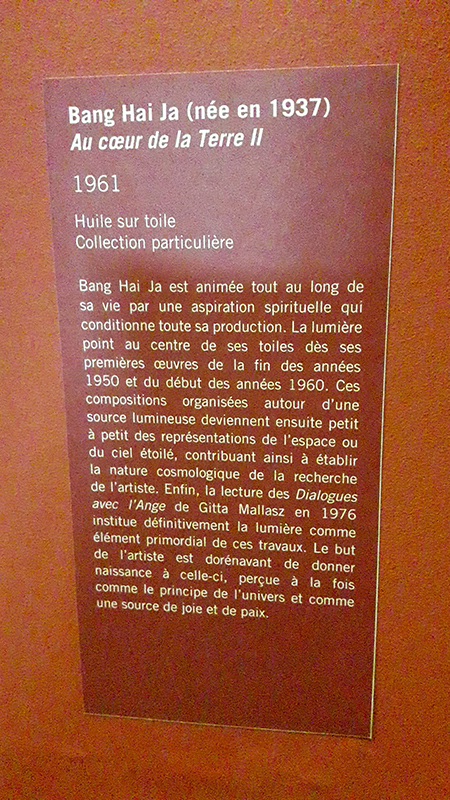 Bang Hai Ja (née en 1937)
Au cœur de la Terre II
1961
Huile sur toile
Collection particulière
Bang Hai Ja est animée tout au long de
sa vie par une aspiration spirituelle qui
conditionne toute sa production. La lumière
point au centre de ses toiles dès ses
premières œuvres de la fin des années
1950 et du début des années 1960. Ces
compositions organisées autour d'une
source lumineuse deviennent ensuite petit
à petit des représentations de l'espace ou
du ciel étoilé, contribuant ainsi à établir
la nature cosmologique de la recherche
de l'artiste. Enfin, la lecture des Dialogues
avec l'Ange de Gitta Mallasz en 1976
institue définitivement la lumière comme
élément primordial de ces travaux. Le but
de l'artiste est dorénavant de donner
naissance à celle-ci, perçue à la fois
comme le principe de l'univers et comme
une source de joie et de paix.